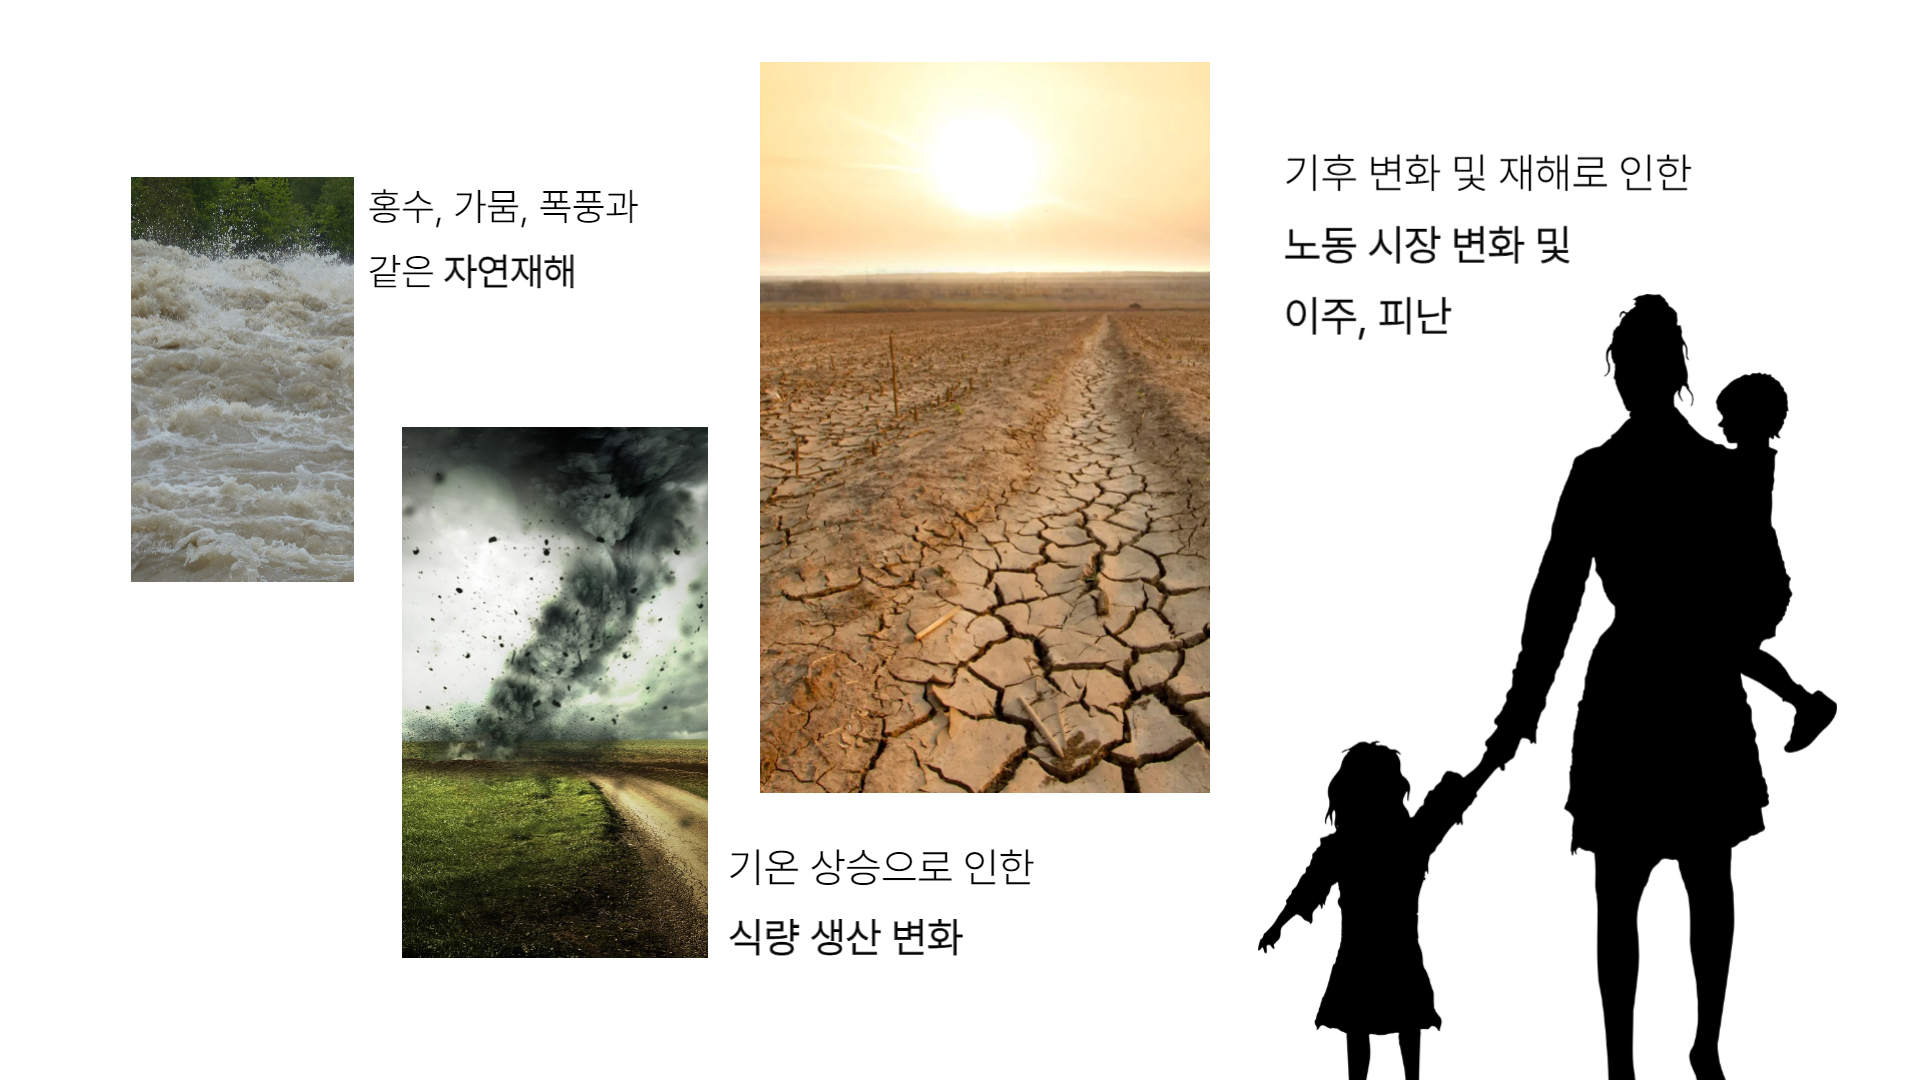 홍수, 가뭄, 폭풍과
같은 자연재해
기온 상승으로 인한
식량 생산 변화
기후 변화 및 재해로 인한
노동 시장 변화 및
이주, 피난